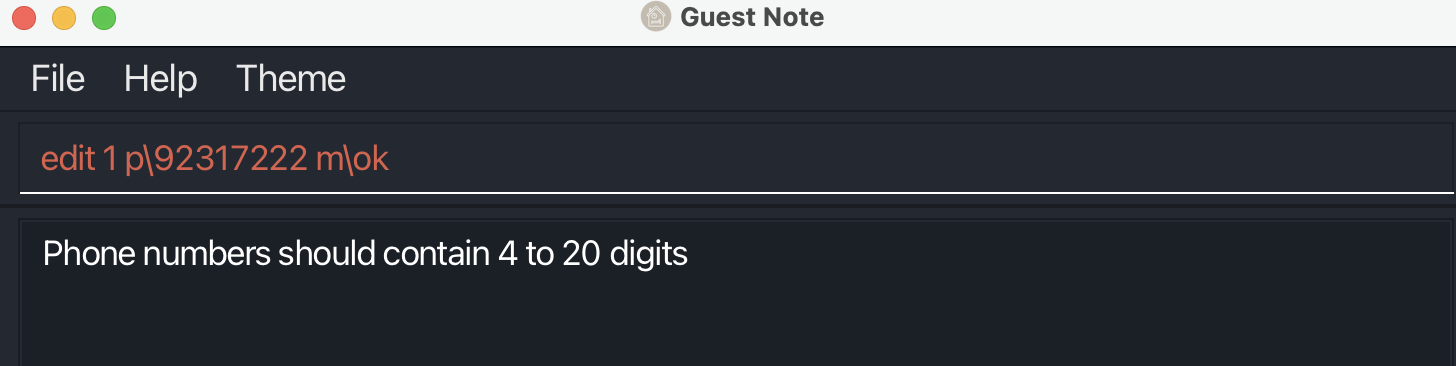 Guest Note
File Help Theme
edit 1 p\92317222 m\ok
Phone numbers should contain 4 to 20 digits